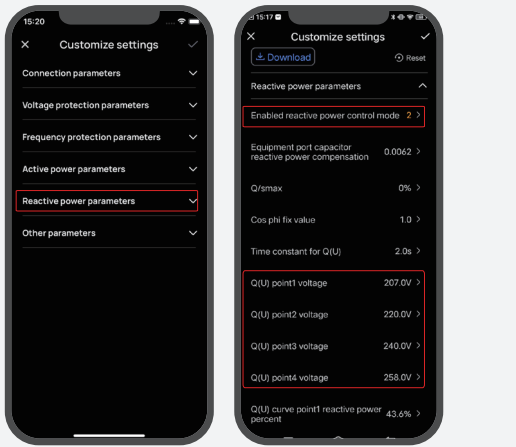 15:20
Customize settings
Connection parameters
Voltage protection parameters
Frequency protection parameters
Active power parameters
Reactive power parameters
Other parameters
15:17
Customize settings
Download
Reset
Reactive power parameters
Enabled reactive power control mode 2
Equipment port capacitor
reactive power compensation 0.0062
Q/smax 0%
Cos phi fix value 1.0
Time constant for Q(U) 2.0s
Q(U) point1 voltage 207.0V
Q(U) point2 voltage 220.0V
Q(U) point3 voltage 240.0V
Q(U) point4 voltage 258.0V
Q(U) curve point1 reactive power
percent 43.6%